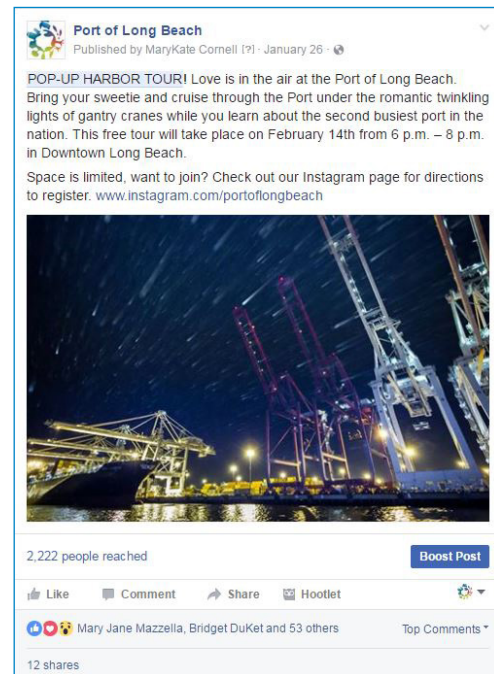 Port of Long Beach
Published by MaryKate Cornell [?] · January 26 ·
POP-UP HARBOR TOUR! Love is in the air at the Port of Long Beach.
Bring your sweetie and cruise through the Port under the romantic twinkling
lights of gantry cranes while you learn about the second busiest port in the
nation. This free tour will take place on February 14th from 6 p.m. – 8 p.m.
in Downtown Long Beach.
Space is limited, want to join? Check out our Instagram page for directions
to register. www.instagram.com/portoflongbeach
2,222 people reached
Boost Post
Like Comment Share Hootlet
Mary Jane Mazzella, Bridget DuKet and 53 others Top Comments
12 shares